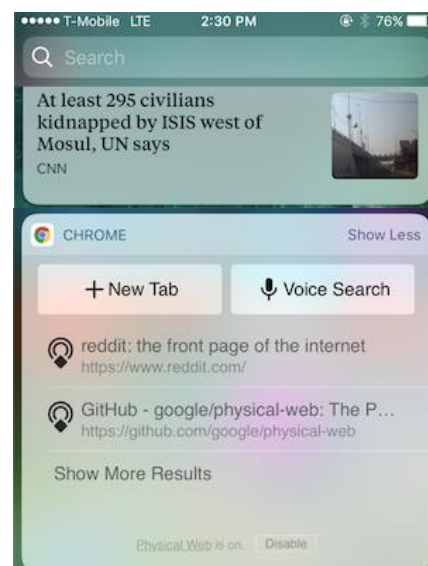 T-Mobile LTE 2:30 PM 76%
Search
At least 295 civilians
kidnapped by ISIS west of
Mosul, UN says
CNN
CHROME Show Less
+ New Tab Voice Search
reddit: the front page of the internet
https://www.reddit.com/
GitHub - google/physical-web: The P...
https://github.com/google/physical-web
Show More Results
Physical Web is on. Disable